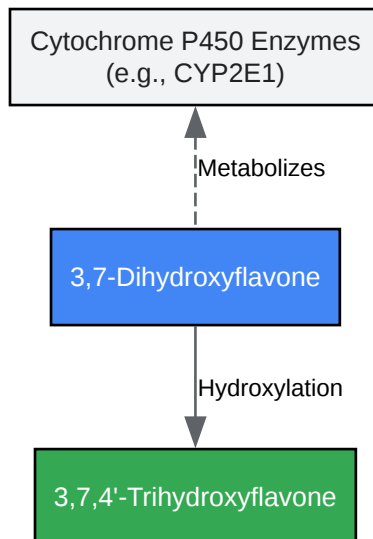 Cytochrome P450 Enzymes
(e.g., CYP2E1)
Metabolizes
3,7-Dihydroxyflavone
Hydroxylation
3,7,4'-Trihydroxyflavone